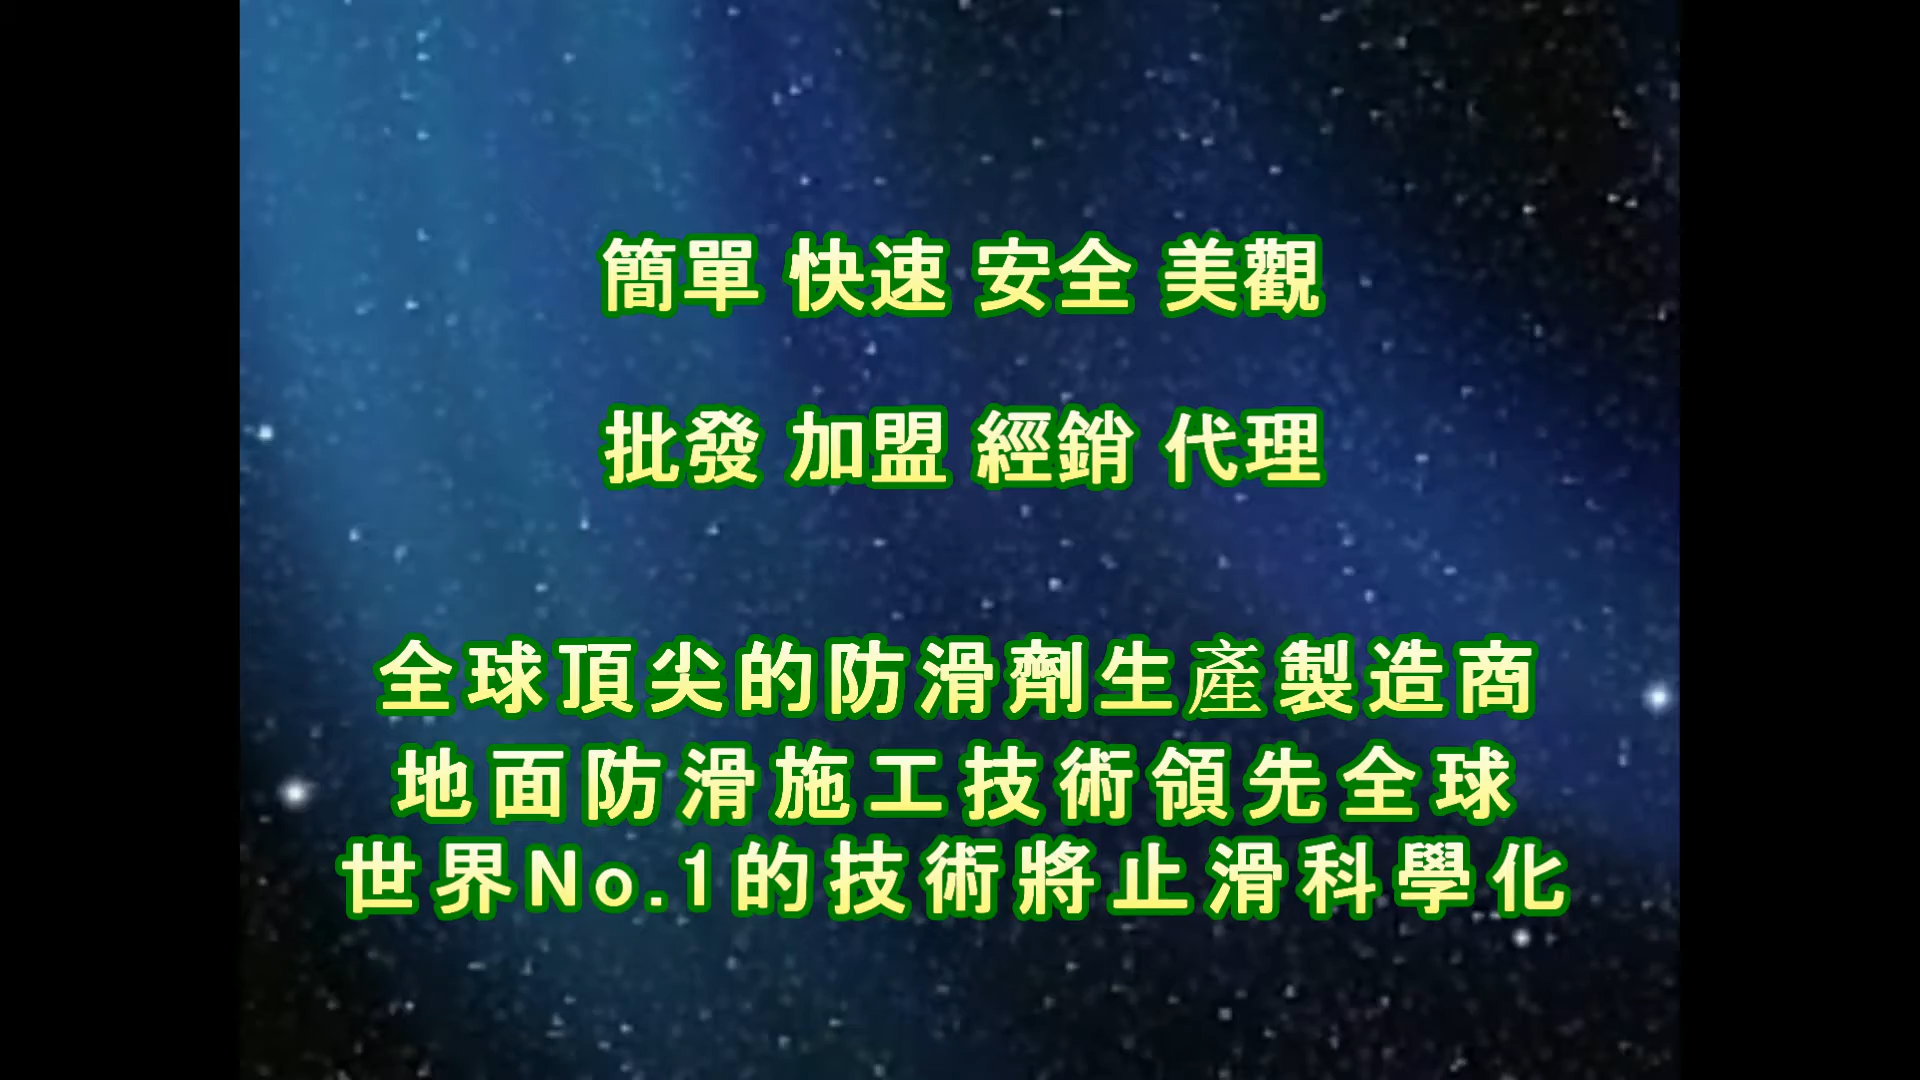 簡單 快速 安全 美觀
批發 加盟 經銷 代理
全球頂尖的防滑劑生產製造商
地面防滑施工技術領先全球
世界No.1的技術將止滑科學化